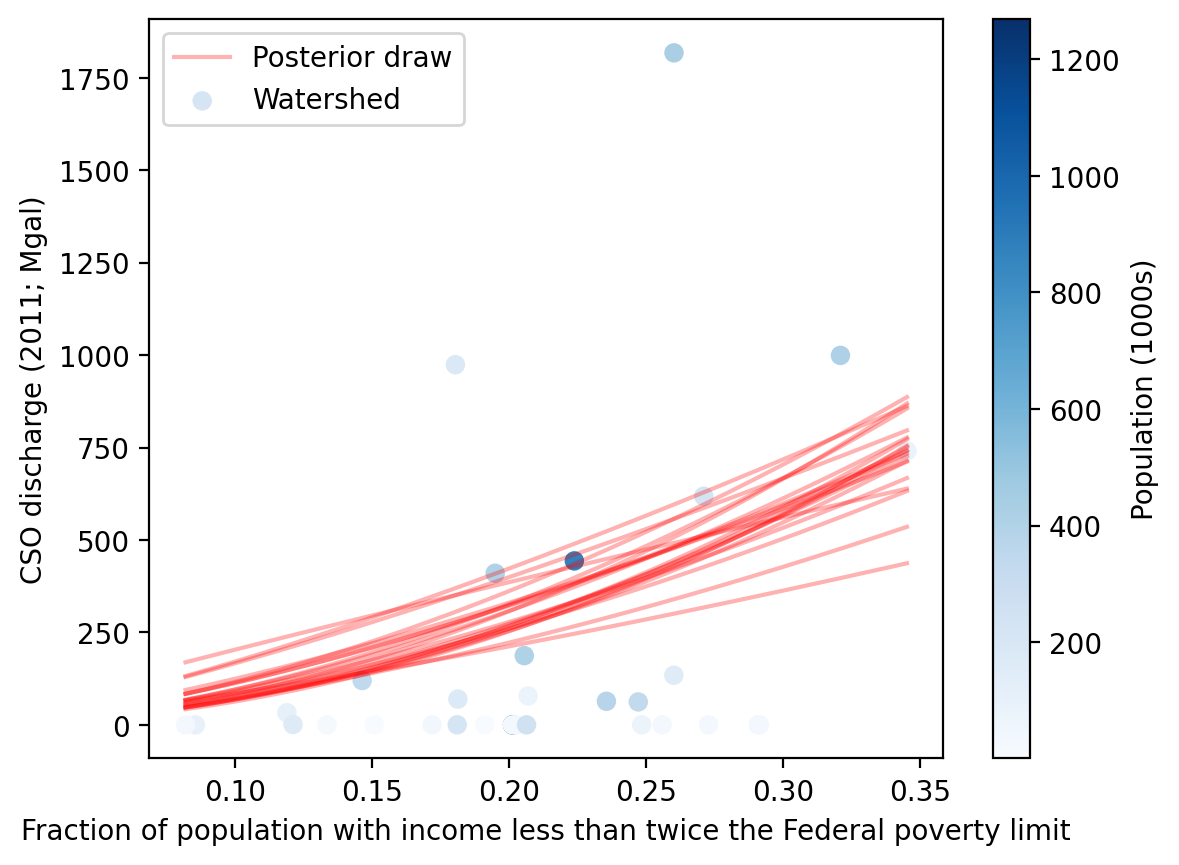 Posterior draw
Watershed
1750
1500
1250
1000
750
500
250
0
CSO discharge (2011; Mgal)
0.10 0.15 0.20 0.25 0.30 0.35
Fraction of population with income less than twice the Federal poverty limit
1200
1000
800
600
400
200
Population (1000s)